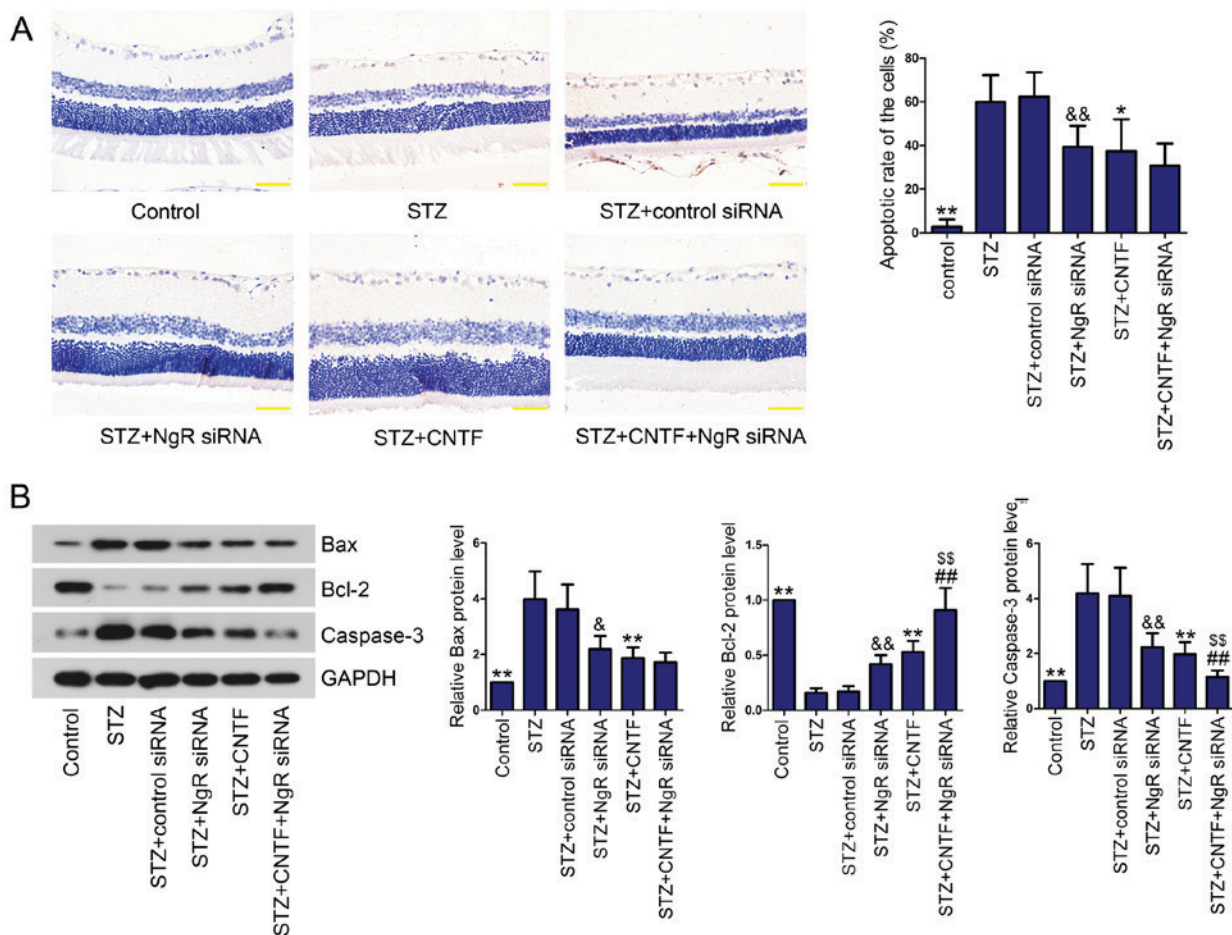 A
Control
STZ
STZ+control siRNA
STZ+NgR siRNA
STZ+CNTF
STZ+CNTF+NgR siRNA
Apoptotic rate of the cells (%)
80
60
40
20
0
**
&&
*
control
STZ
STZ+control siRNA
STZ+NgR siRNA
STZ+CNTF
STZ+CNTF+NgR siRNA
B
Bax
Bcl-2
Caspase-3
GAPDH
Control
STZ
STZ+control siRNA
STZ+NgR siRNA
STZ+CNTF
STZ+CNTF+NgR siRNA
Relative Bax protein level
6
4
2
0
**
&
**
Control
STZ
STZ+control siRNA
STZ+NgR siRNA
STZ+CNTF
STZ+CNTF+NgR siRNA
Relative Bcl-2 protein level
1.5
1.0
0.5
0.0
**
&&
**
$$
##
Control
STZ
STZ+control siRNA
STZ+NgR siRNA
STZ+CNTF
STZ+CNTF+NgR siRNA
Relative Caspase-3 protein level
6
4
2
0
**
&&
**
$$
##
Control
STZ
STZ+control siRNA
STZ+NgR siRNA
STZ+CNTF
STZ+CNTF+NgR siRNA